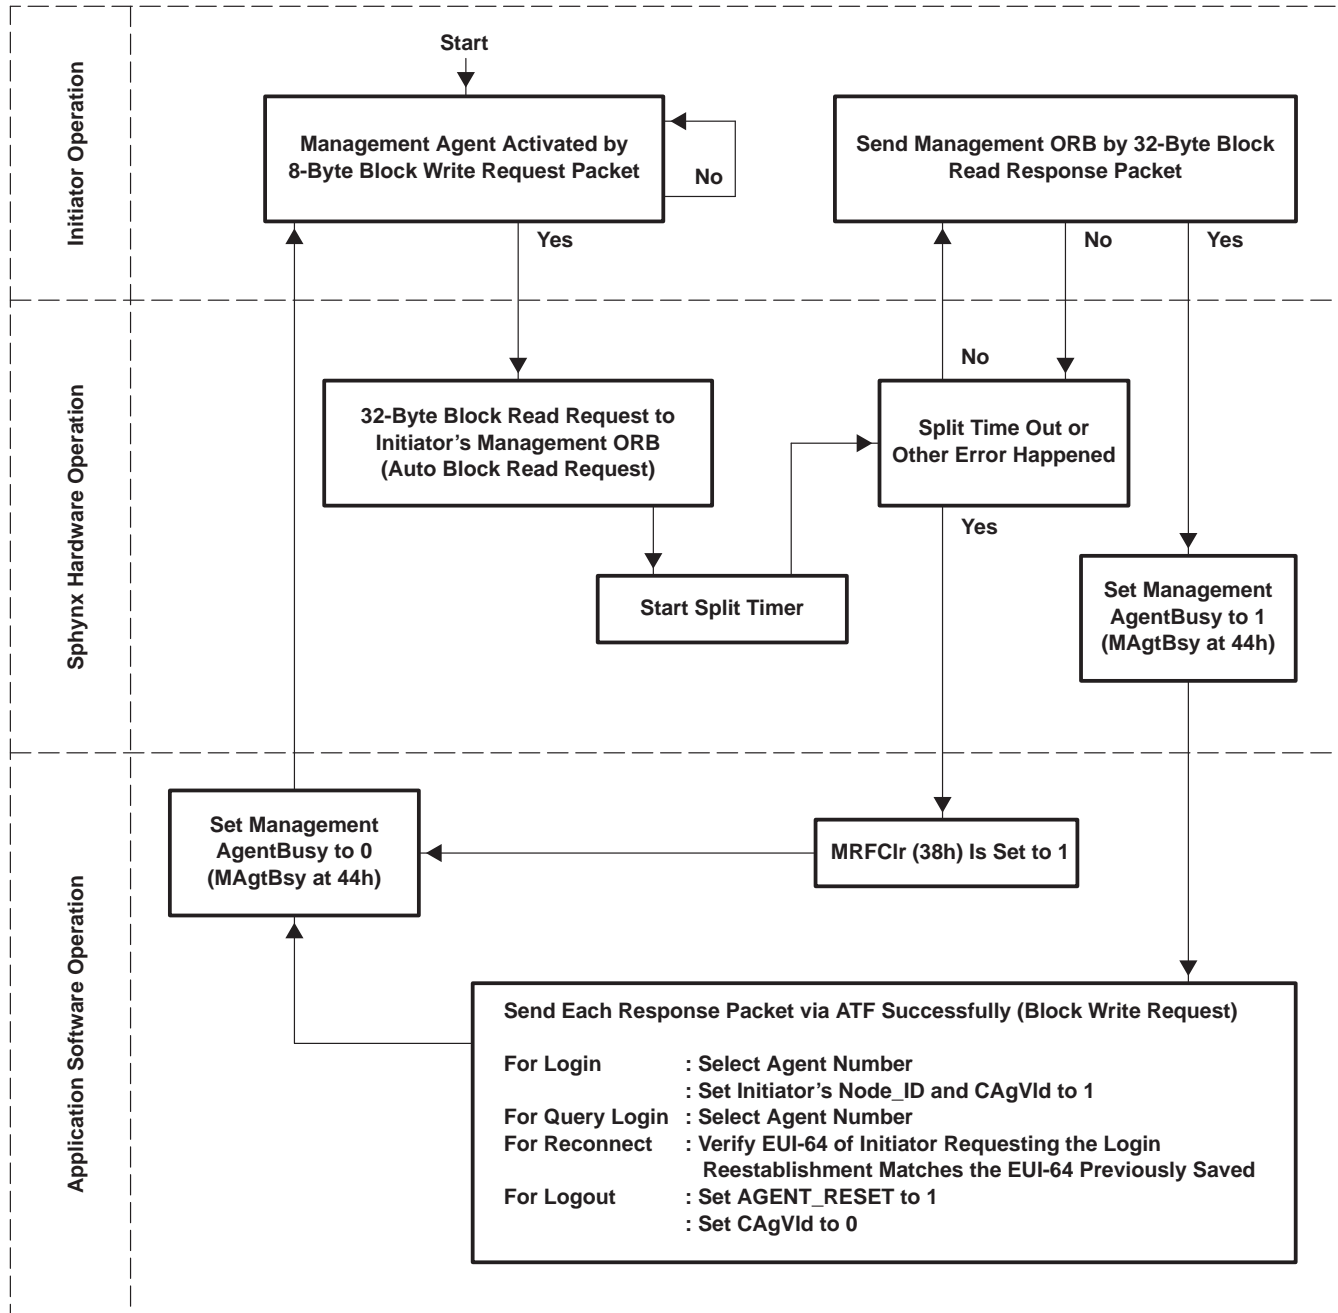 Initiator Operation
Start
Management Agent Activated by
8-Byte Block Write Request Packet
No
Yes
Send Management ORB by 32-Byte Block
Read Response Packet
No
Yes
Sphynx Hardware Operation
32-Byte Block Read Request to
Initiator's Management ORB
(Auto Block Read Request)
Start Split Timer
No
Split Time Out or
Other Error Happened
Yes
Set Management
AgentBusy to 1
(MAgtBsy at 44h)
Application Software Operation
Set Management
AgentBusy to 0
(MAgtBsy at 44h)
MRFClr (38h) Is Set to 1
Send Each Response Packet via ATF Successfully (Block Write Request)
For Login : Select Agent Number
: Set Initiator's Node_ID and CAgVld to 1
For Query Login : Select Agent Number
For Reconnect : Verify EUI-64 of Initiator Requesting the Login
Reestablishment Matches the EUI-64 Previously Saved
For Logout : Set AGENT_RESET to 1
: Set CAgVld to 0